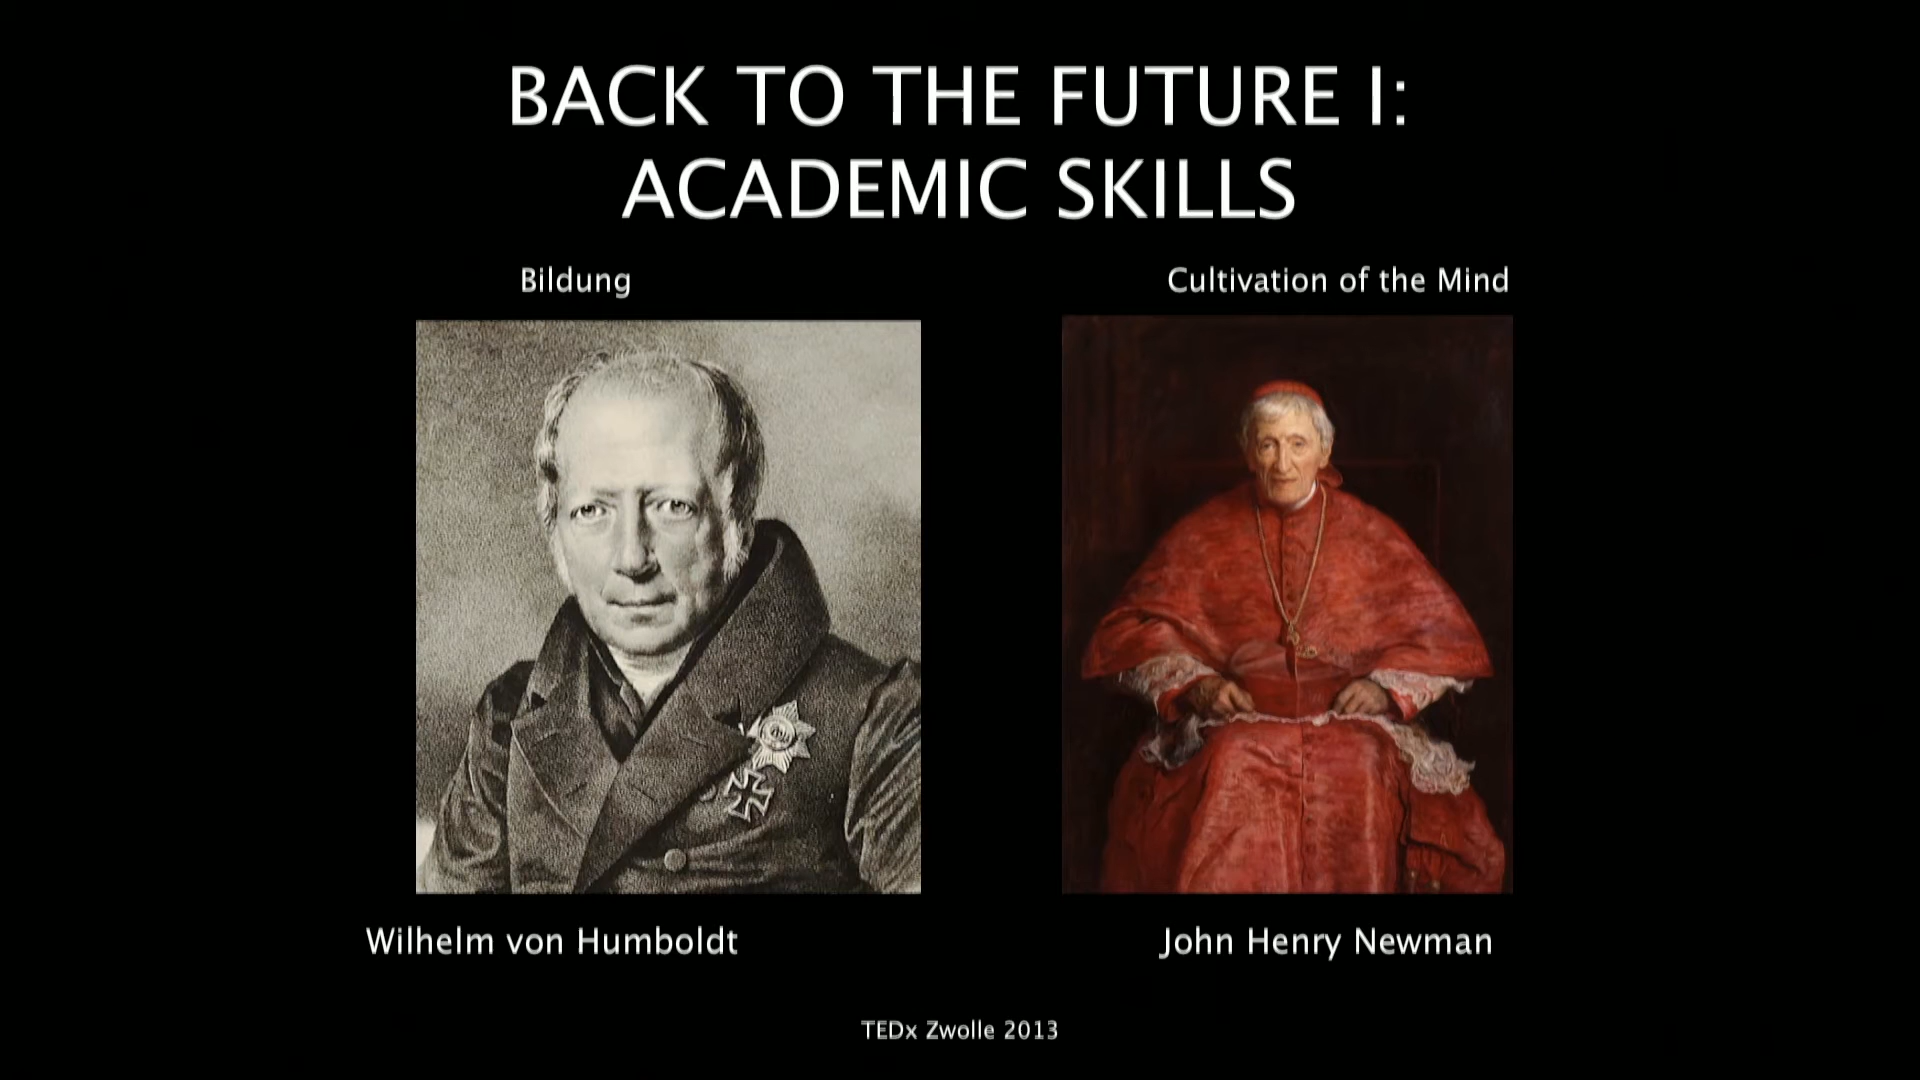 BACK TO THE FUTURE I:
ACADEMIC SKILLS
Bildung
Cultivation of the Mind
Wilhelm von Humboldt
John Henry Newman
TEDx Zwolle 2013